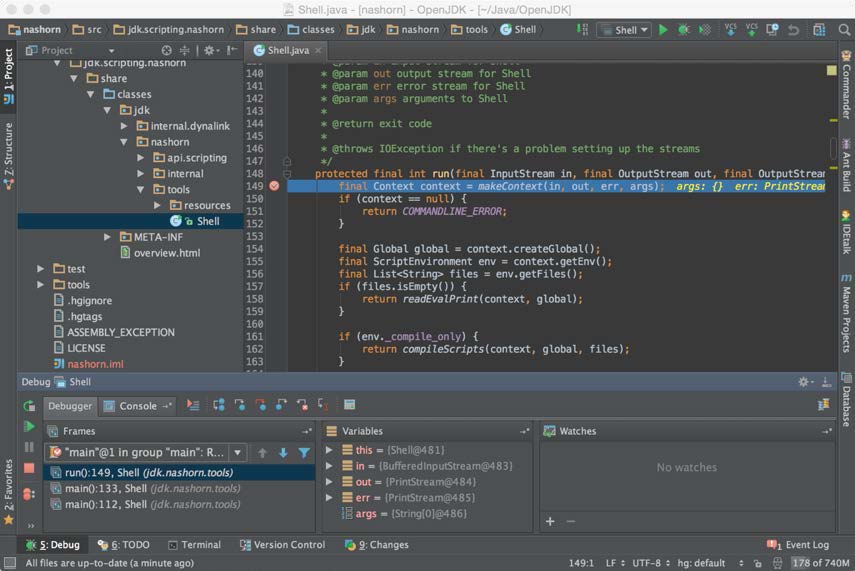 Shell.java - [nashorn] - OpenJDK - [~/Java/OpenJDK]
nashorn src jdk.scripting.nashorn share classes jdk nashorn tools Shell
Shell
VCS VCS
1: Project
Z: Structure
2: Favorites
Project
Shell.java
jdk.scripting.nashorn
share
classes
jdk
internal.dynalink
nashorn
api.scripting
internal
tools
resources
Shell
META-INF
overview.html
test
tools
.hgignore
.hgtags
ASSEMBLY_EXCEPTION
LICENSE
nashorn.iml
140 * @param out output stream for Shell
141 * @param err error stream for Shell
142 * @param args arguments to Shell
143 *
144 * @return exit code
145 *
146 * @throws IOException if there's a problem setting up the streams
147 */
148 protected final int run(final InputStream in, final OutputStream out, final OutputStream
149 final Context context = makeContext(in, out, err, args); args: {} err: PrintStream
150 if (context == null) {
151 return COMMANDLINE_ERROR;
152 }
153
154 final Global global = context.createGlobal();
155 final ScriptEnvironment env = context.getEnv();
156 final List<String> files = env.getFiles();
157 if (files.isEmpty()) {
158 return readEvalPrint(context, global);
159 }
160
161 if (env._compile_only) {
162 return compileScripts(context, global, files);
163 }
Commander
Ant Build
IDEtalk
Maven Projects
Database
Debug Shell
Debugger Console
Frames
"main"@1 in group "main": R...
run():149, Shell (jdk.nashorn.tools)
main():133, Shell (jdk.nashorn.tools)
main():112, Shell (jdk.nashorn.tools)
Variables
this = {Shell@481}
in = {BufferedInputStream@483}
out = {PrintStream@484}
err = {PrintStream@485}
args = {String[0]@486}
Watches
No watches
5: Debug 6: TODO Terminal Version Control 9: Changes 1 Event Log
All files are up-to-date (a minute ago) 149:1 LF UTF-8 hg: default 178 of 740M